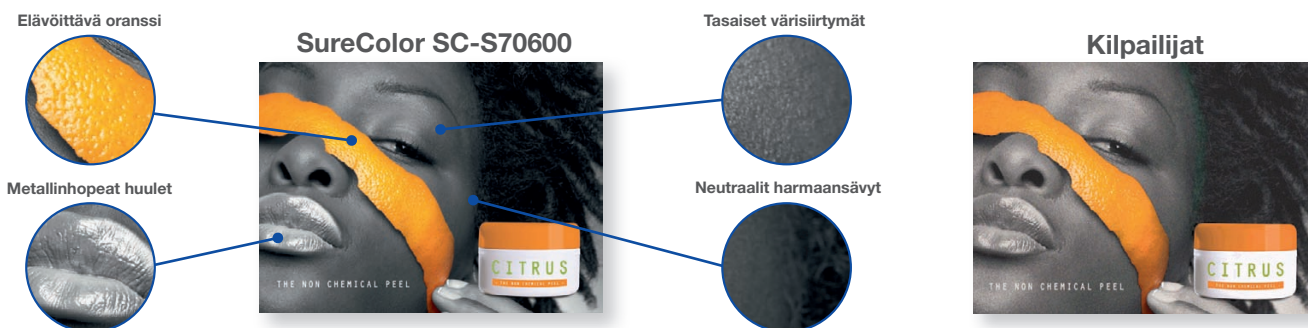 Elävöittävä oranssi
Metallinhopeat huulet
SureColor SC-S70600
THE NON CHEMICAL PEEL
CITRUS
THE NON CHEMICAL PEEL
Tasaiset värisiirtymät
Neutraalit harmaansävyt
Kilpailijat
THE NON CHEMICAL PEEL
CITRUS
THE NON CHEMICAL PEEL